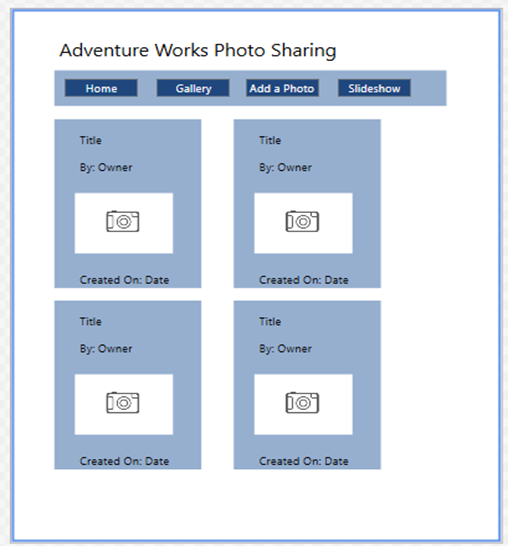 Adventure Works Photo Sharing
Home Gallery Add a Photo Slideshow
Title
By: Owner
Created On: Date
Title
By: Owner
Created On: Date
Title
By: Owner
Created On: Date
Title
By: Owner
Created On: Date